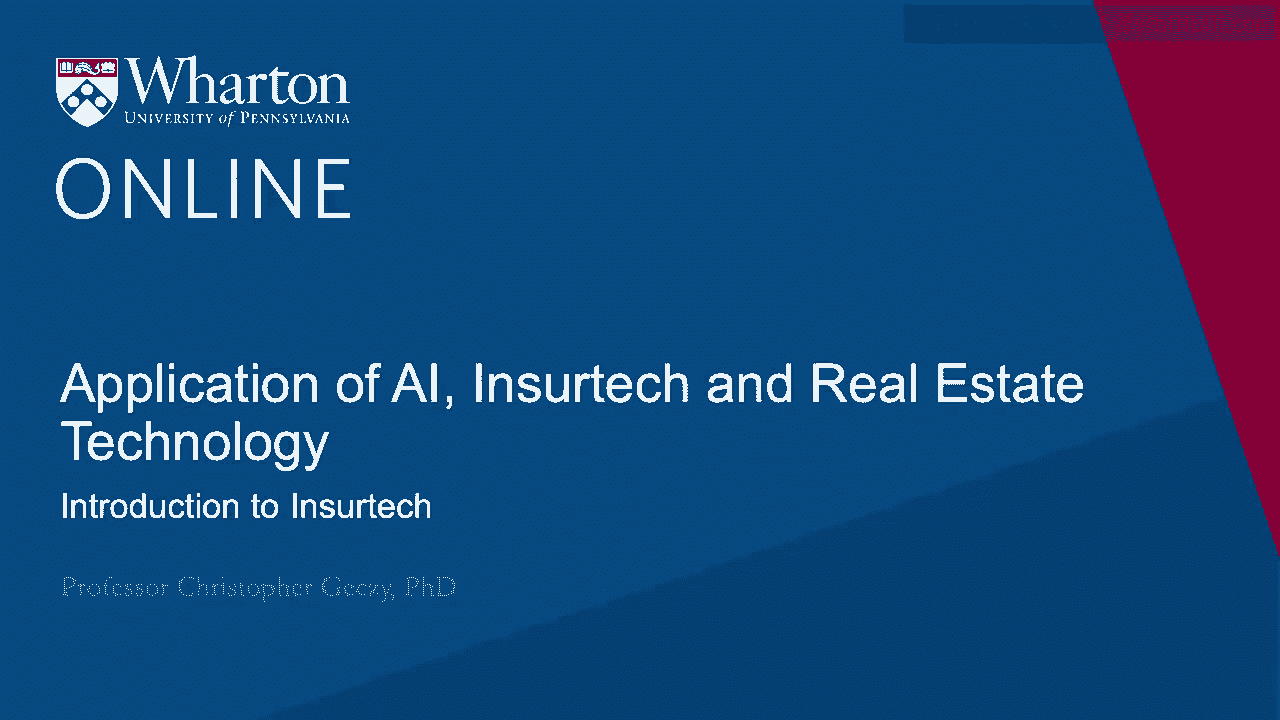 Wharton
UNIVERSITY of PENNSYLVANIA
ONLINE
Application of AI, Insurtech and Real Estate
Technology
Introduction to Insurtech
Professor Christopher Geczy, PhD